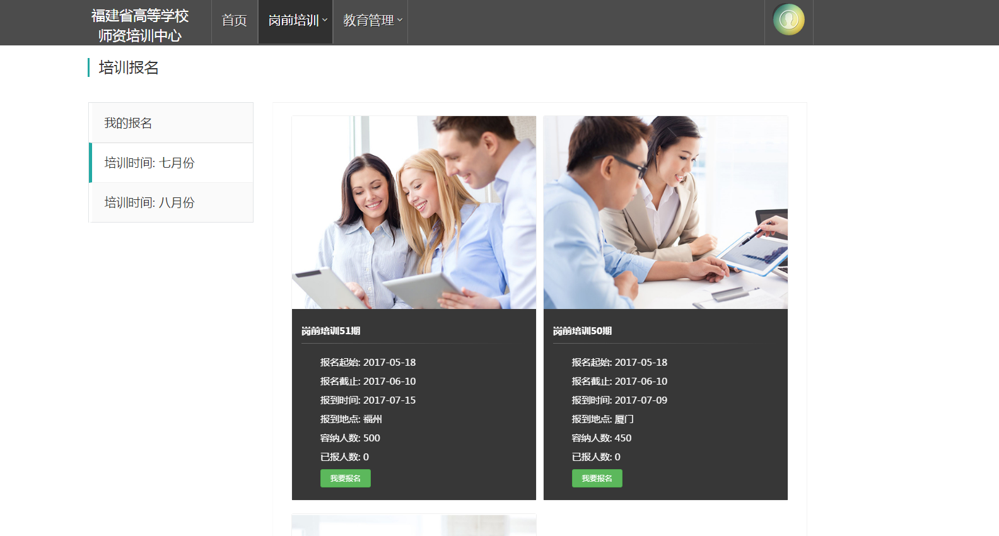 福建省高等学校
师资培训中心
首页
岗前培训
教育管理
培训报名
我的报名
培训时间: 七月份
培训时间: 八月份
岗前培训51期
报名起始: 2017-05-18
报名截止: 2017-06-10
报到时间: 2017-07-15
报到地点: 福州
容纳人数: 500
已报人数: 0
我要报名
岗前培训50期
报名起始: 2017-05-18
报名截止: 2017-06-10
报到时间: 2017-07-09
报到地点: 厦门
容纳人数: 450
已报人数: 0
我要报名